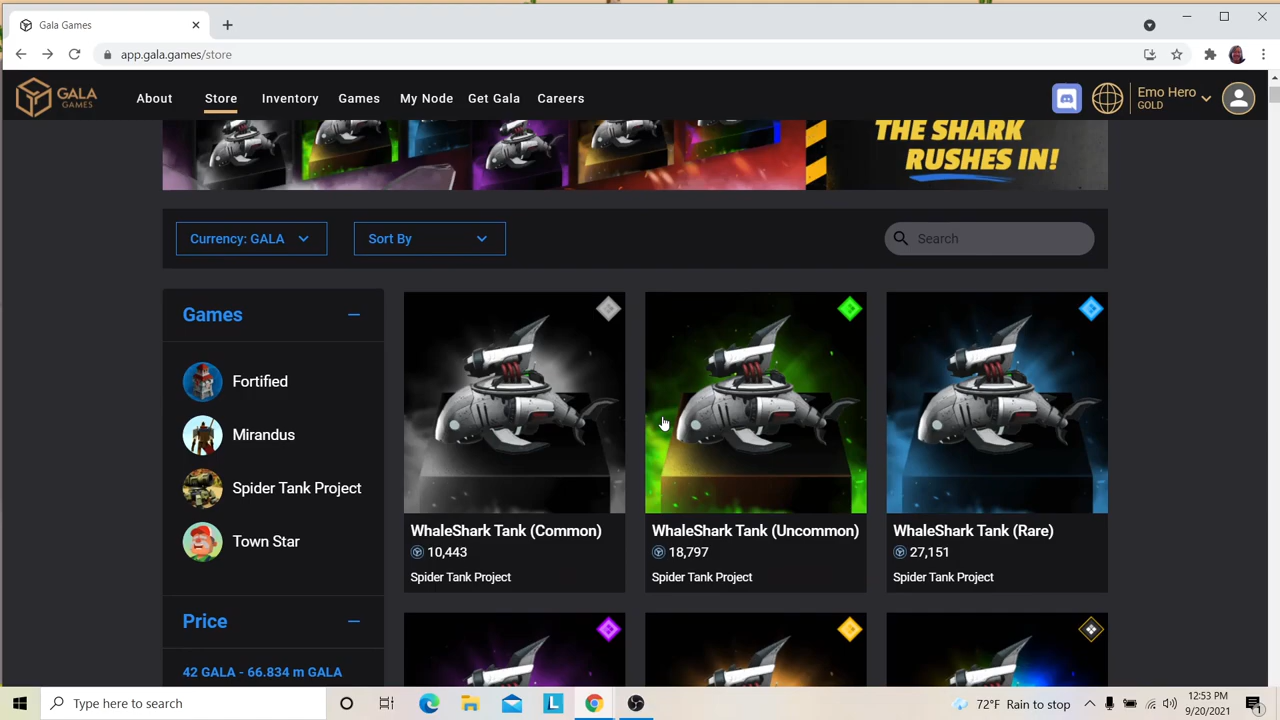 Gala Games
app.gala.games/store
GALA
GAMES
About
Store
Inventory
Games
My Node
Get Gala
Careers
Emo Hero
GOLD
THE SHARK
RUSHES IN!
Currency: GALA
Sort By
Search
Games
Fortified
Mirandus
Spider Tank Project
Town Star
Price
42 GALA - 66.834 m GALA
WhaleShark Tank (Common)
10,443
Spider Tank Project
WhaleShark Tank (Uncommon)
18,797
Spider Tank Project
WhaleShark Tank (Rare)
27,151
Spider Tank Project
Type here to search
L
72°F Rain to stop
12:53 PM
9/20/2021
1